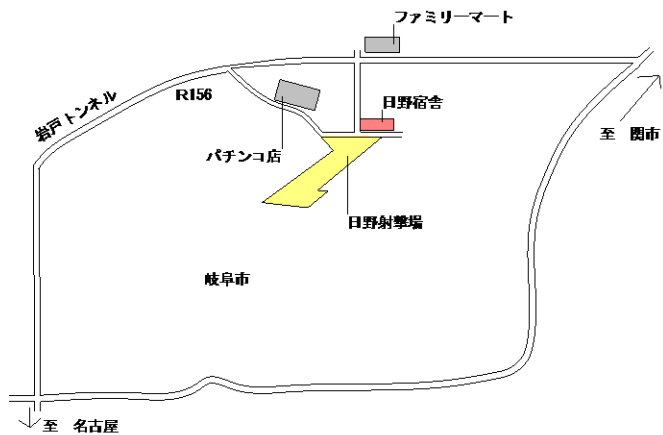 ファミリーマート
岩戸トンネル
R156
日野宿舎
至 関市
パチンコ店
日野射撃場
岐阜市
至 名古屋